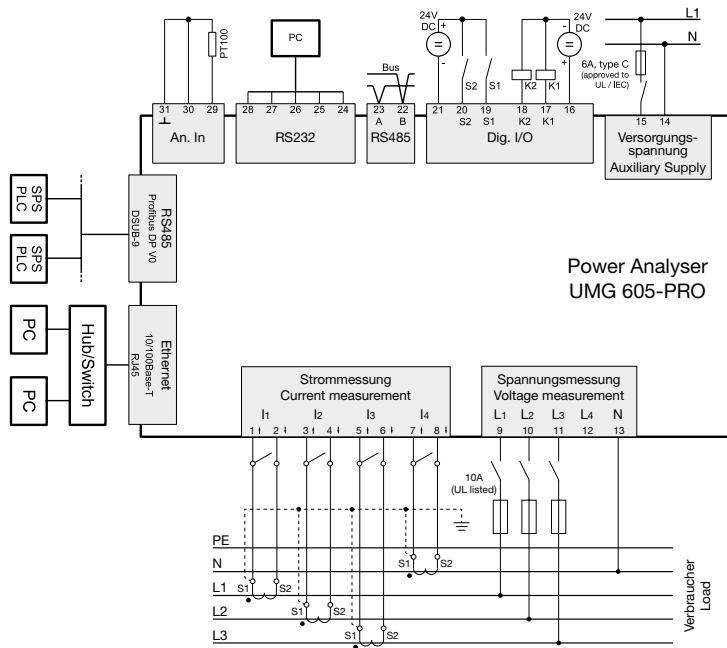 24V
DC
+
-
S2
S1
K2
K1
24V
DC
-
+
L1
N
6A, type C
(approved to
UL / IEC)
PT100
PC
Bus
31 30 29
An. In
28 27 26 25 24
RS232
23 22
A B
RS485
21 20 19 18 17 16
S2 S1 K2 K1
Dig. I/O
15 14
Versorgungs-
spannung
Auxiliary Supply
SPS
PLC
SPS
PLC
RS485
Profibus DP V0
DSUB-9
PC
PC
Hub/Switch
Ethernet
10/100Base-T
RJ45
Power Analyser
UMG 605-PRO
Strommessung
Current measurement
I1 I2 I3 I4
1 2 3 4 5 6 7 8
Spannungsmessung
Voltage measurement
L1 L2 L3 L4 N
9 10 11 12 13
10A
(UL listed)
PE
N
S1 S2
L1
S1 S2
L2
S1 S2
L3
S1 S2
Verbraucher
Load